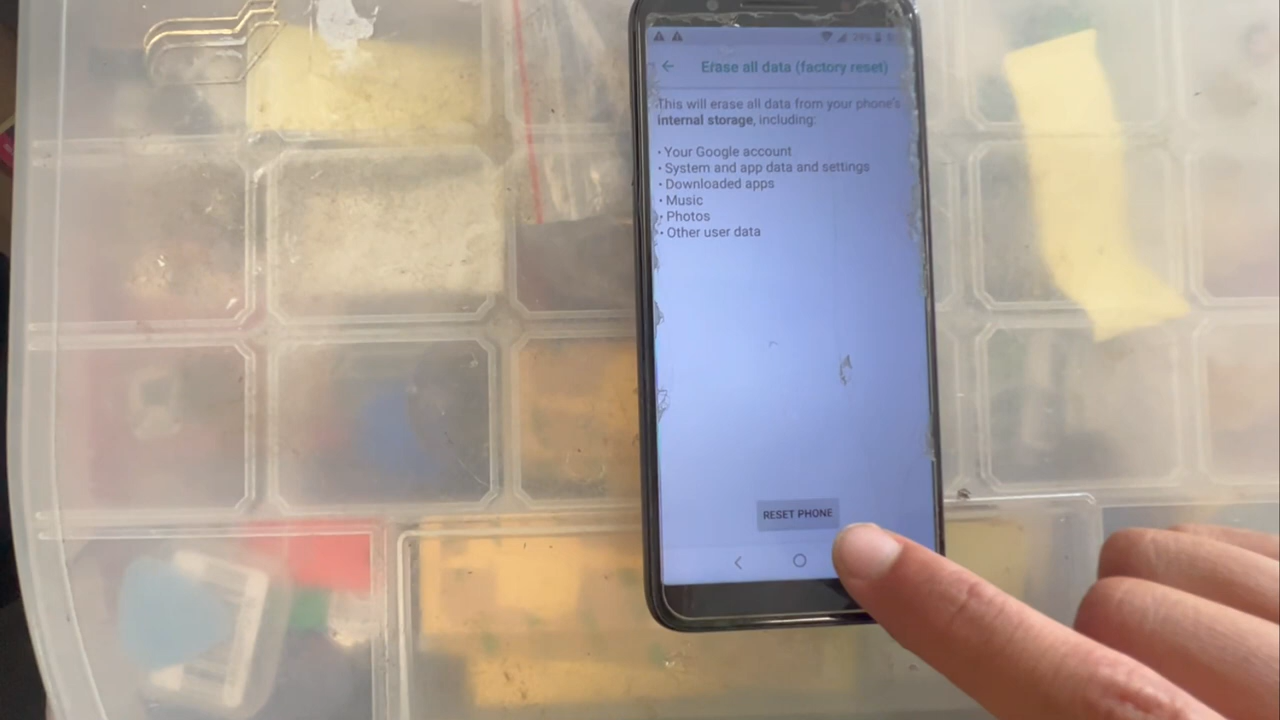 Erase all data (factory reset)
This will erase all data from your phone's
internal storage, including:
• Your Google account
• System and app data and settings
• Downloaded apps
• Music
• Photos
• Other user data
RESET PHONE